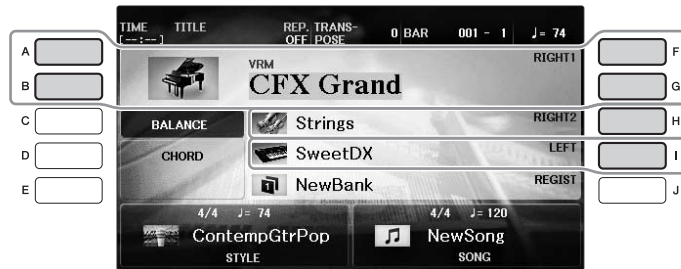 TIME TITLE REP. TRANS-
[--:--] OFF POSE 0 BAR 001 - 1 ♩= 74
A F
VRM RIGHT1
CFX Grand
B G
C BALANCE Strings RIGHT2 H
D CHORD SweetDX LEFT I
E NewBank REGIST J
4/4 ♩= 74 4/4 ♩= 120
ContempGtrPop NewSong
STYLE SONG